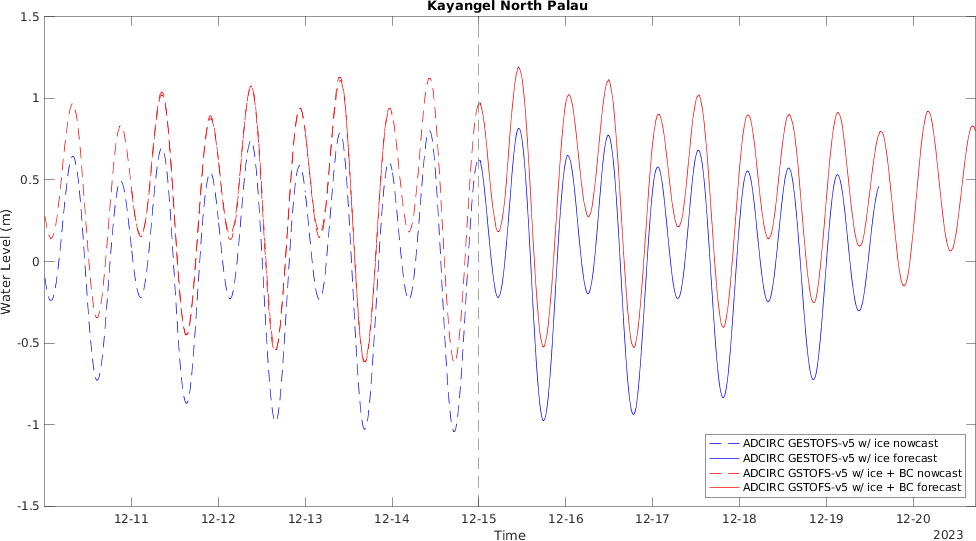 Kayangel North Palau
1.5
1
0.5
0
-0.5
-1
-1.5
Water Level (m)
12-11
12-12
12-13
12-14
12-15
12-16
12-17
12-18
12-19
12-20
Time
2023
ADCIRC GESTOFS-v5 w/ ice nowcast
ADCIRC GESTOFS-v5 w/ ice forecast
ADCIRC GSTOFS-v5 w/ ice + BC nowcast
ADCIRC GSTOFS-v5 w/ ice + BC forecast